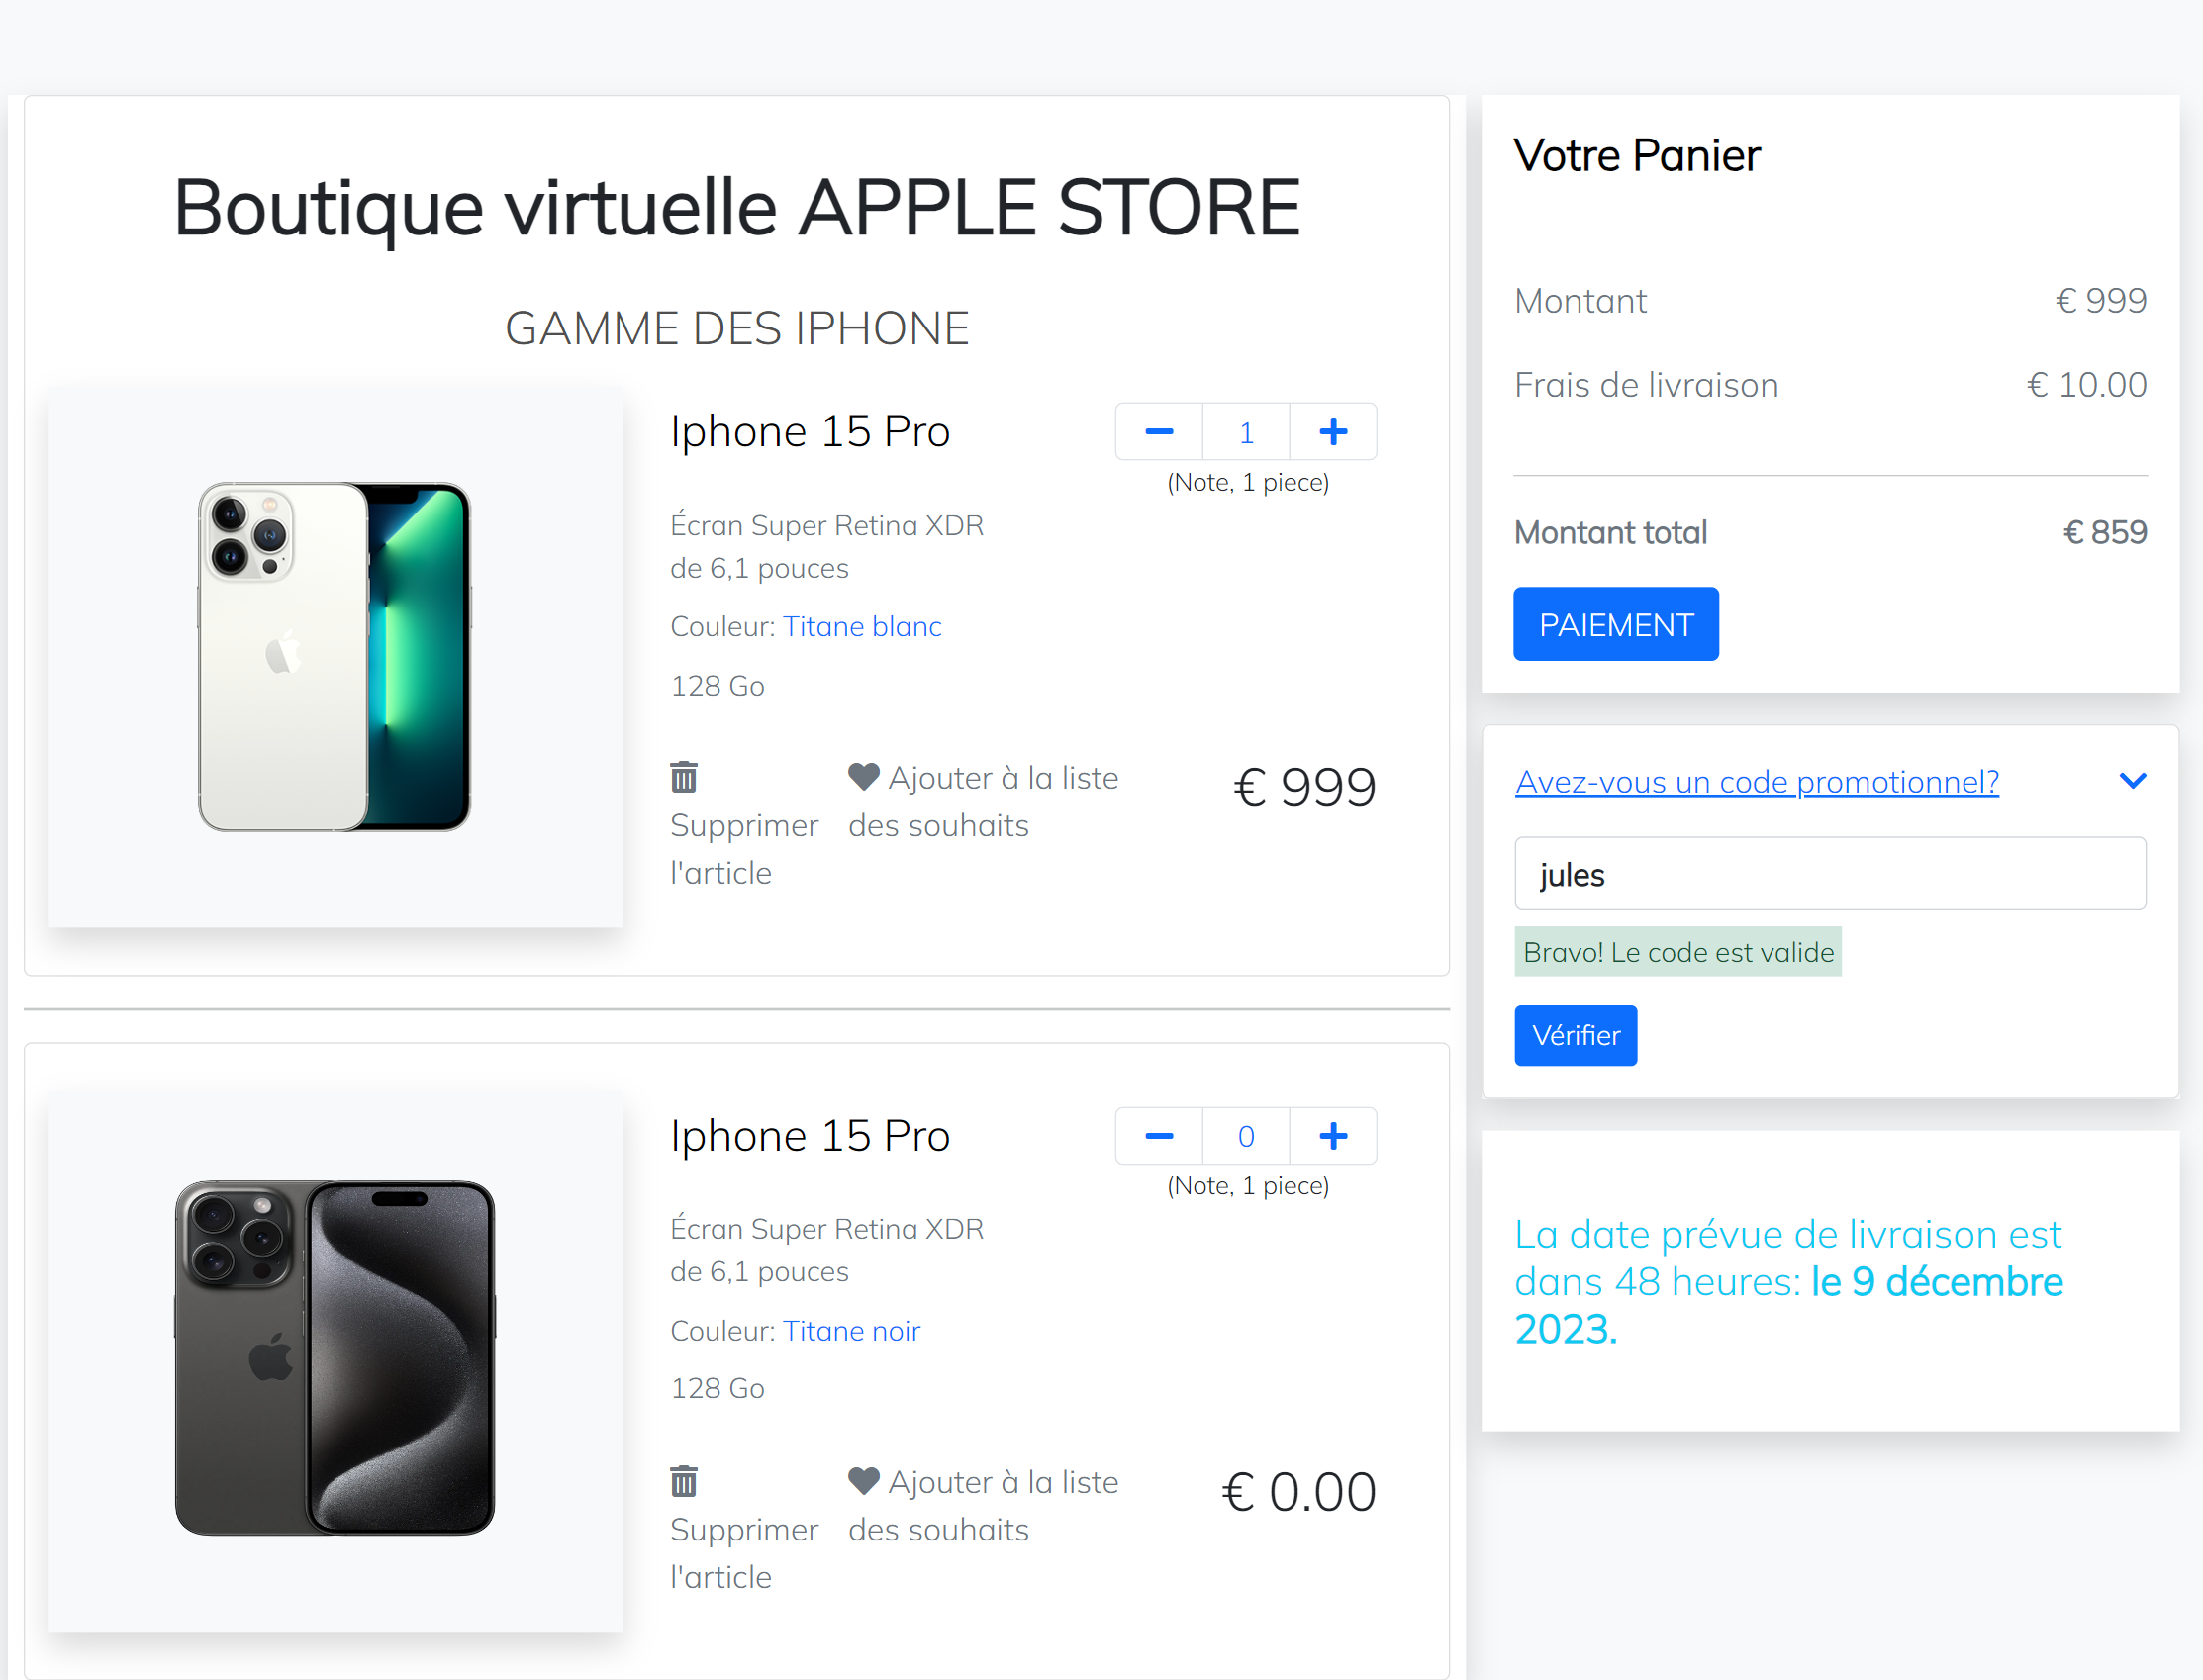 Boutique virtuelle APPLE STORE
GAMME DES IPHONE
Iphone 15 Pro
1
(Note, 1 piece)
Écran Super Retina XDR
de 6,1 pouces
Couleur: Titane blanc
128 Go
Supprimer
l'article
Ajouter à la liste
des souhaits
€ 999
Iphone 15 Pro
0
(Note, 1 piece)
Écran Super Retina XDR
de 6,1 pouces
Couleur: Titane noir
128 Go
Supprimer
l'article
Ajouter à la liste
des souhaits
€ 0.00
Votre Panier
Montant € 999
Frais de livraison € 10.00
Montant total € 859
PAIEMENT
Avez-vous un code promotionnel?
jules
Bravo! Le code est valide
Vérifier
La date prévue de livraison est
dans 48 heures: le 9 décembre
2023.